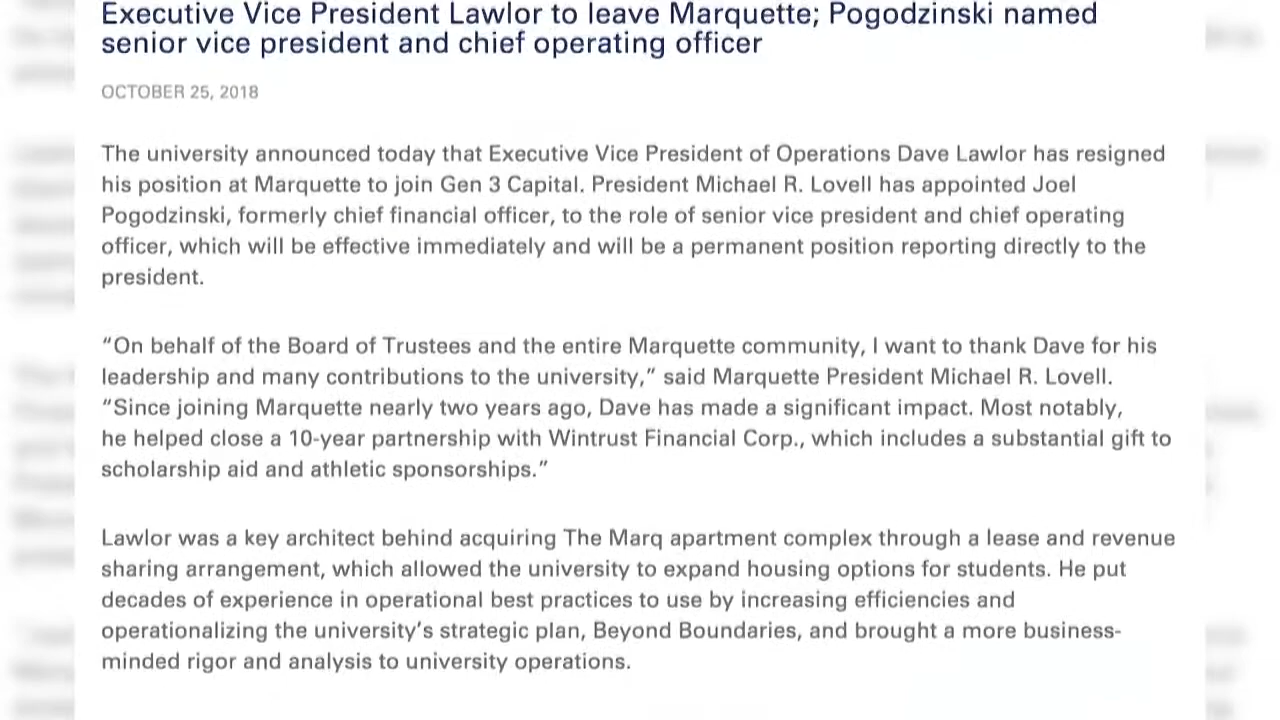 Executive Vice President Lawlor to leave Marquette; Pogodzinski named
senior vice president and chief operating officer
OCTOBER 25, 2018
The university announced today that Executive Vice President of Operations Dave Lawlor has resigned
his position at Marquette to join Gen 3 Capital. President Michael R. Lovell has appointed Joel
Pogodzinski, formerly chief financial officer, to the role of senior vice president and chief operating
officer, which will be effective immediately and will be a permanent position reporting directly to the
president.
“On behalf of the Board of Trustees and the entire Marquette community, I want to thank Dave for his
leadership and many contributions to the university,” said Marquette President Michael R. Lovell.
“Since joining Marquette nearly two years ago, Dave has made a significant impact. Most notably,
he helped close a 10-year partnership with Wintrust Financial Corp., which includes a substantial gift to
scholarship aid and athletic sponsorships.”
Lawlor was a key architect behind acquiring The Marq apartment complex through a lease and revenue
sharing arrangement, which allowed the university to expand housing options for students. He put
decades of experience in operational best practices to use by increasing efficiencies and
operationalizing the university’s strategic plan, Beyond Boundaries, and brought a more business-
minded rigor and analysis to university operations.